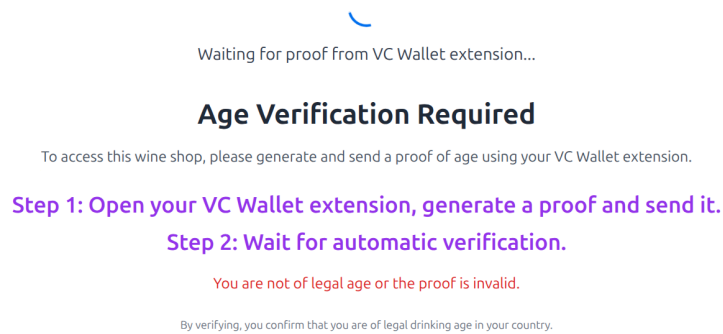 Waiting for proof from VC Wallet extension...
Age Verification Required
To access this wine shop, please generate and send a proof of age using your VC Wallet extension.
Step 1: Open your VC Wallet extension, generate a proof and send it.
Step 2: Wait for automatic verification.
You are not of legal age or the proof is invalid.
By verifying, you confirm that you are of legal drinking age in your country.